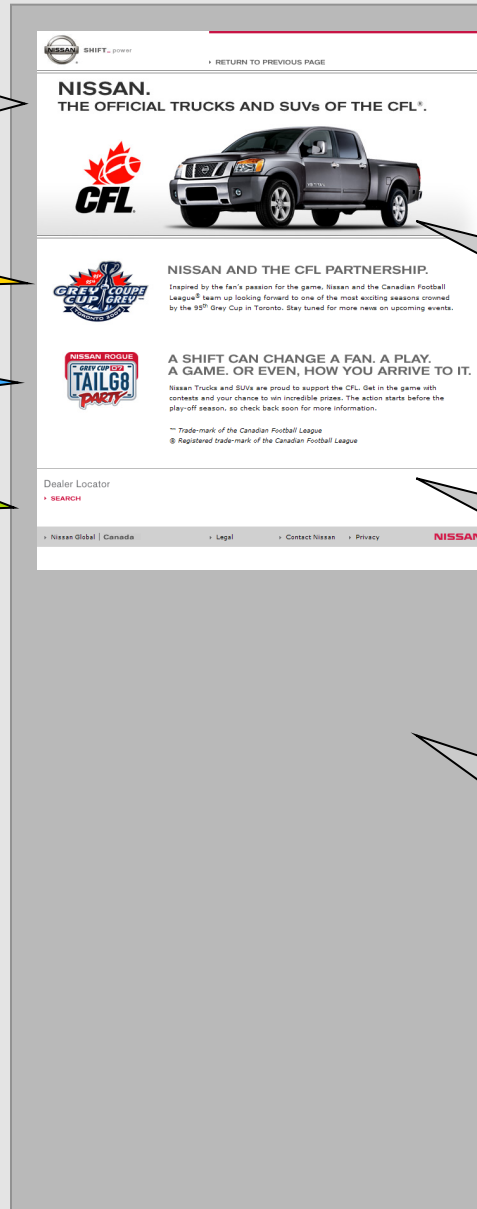 NISSAN
SHIFT_ power
RETURN TO PREVIOUS PAGE
NISSAN.
THE OFFICIAL TRUCKS AND SUVs OF THE CFL®.
CFL
TITAN
NISSAN AND THE CFL PARTNERSHIP.
Inspired by the fan's passion for the game, Nissan and the Canadian Football
League® team up looking forward to one of the most exciting seasons crowned
by the 95th Grey Cup in Toronto. Stay tuned for more news on upcoming events.
GREY COUPE
CUP GREY
TORONTO 2007
NISSAN ROGUE
GREY CUP 07
TAILG8
PARTY
A SHIFT CAN CHANGE A FAN. A PLAY.
A GAME. OR EVEN, HOW YOU ARRIVE TO IT.
Nissan Trucks and SUVs are proud to support the CFL. Get in the game with
contests and your chance to win incredible prizes. The action starts before the
play-off season, so check back soon for more information.
™ Trade-mark of the Canadian Football League
® Registered trade-mark of the Canadian Football League
Dealer Locator
SEARCH
Nissan Global | Canada
Legal
Contact Nissan
Privacy
NISSAN